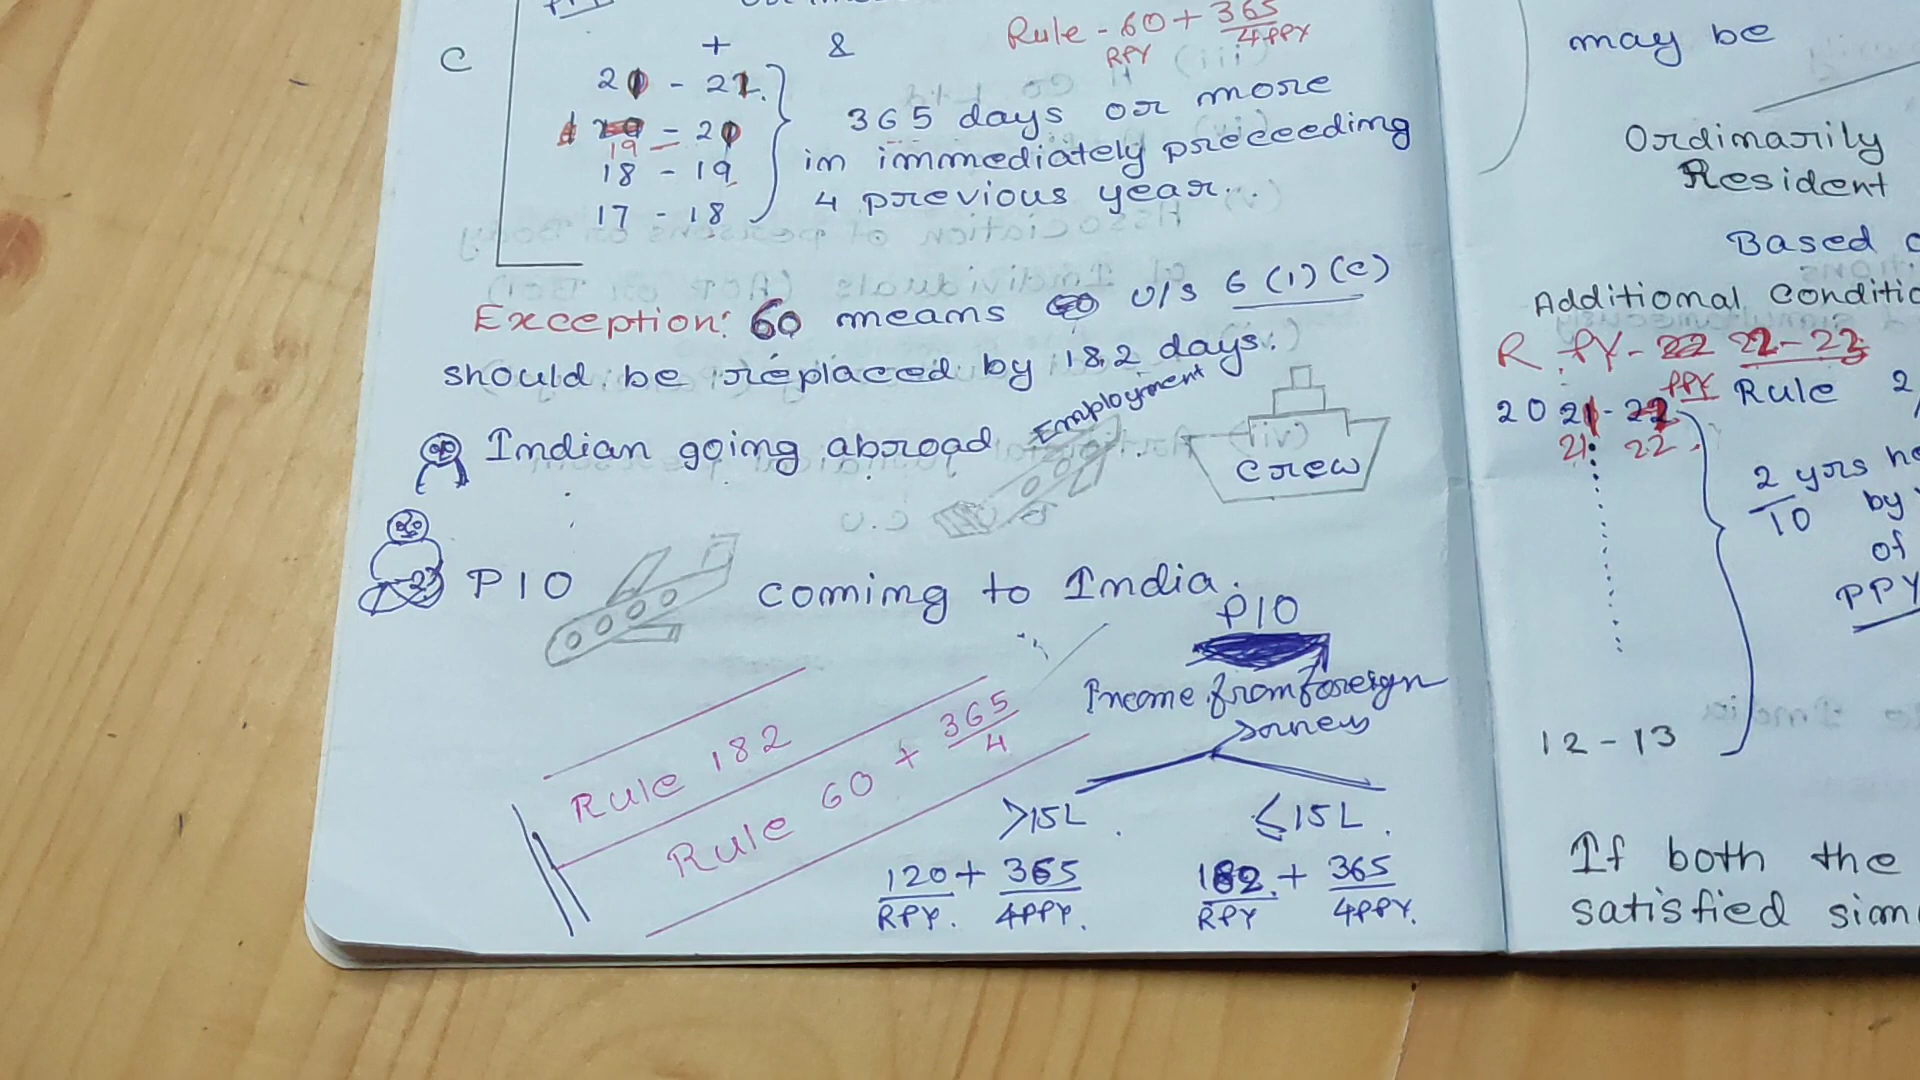 Rule - 60 + 365
RPY 4PPY
C
+ &
21 - 22.
19 - 20
18 - 19
17 - 18
365 days or more
in immediately preceeding
4 previous year...
Exception: 60 means 60 u/s 6 (1) (c)
should be replaced by 182 days.
Indian going abroad Employment
crew
PIO coming to India.
PIO
Income from foreign
sources
>15L. ≤15L.
120 + 365
RPY. 4PPY.
182. + 365
RPY 4PPY.
Rule 182
Rule 60 + 365
4
may be
Ordinarily
Resident
Based
Additional
R PY - 22 22-23
PPY Rule 2
20 21 - 22
21. 22.
2 yrs
10 by
of
PPY
12 - 13
If both the
satisfied